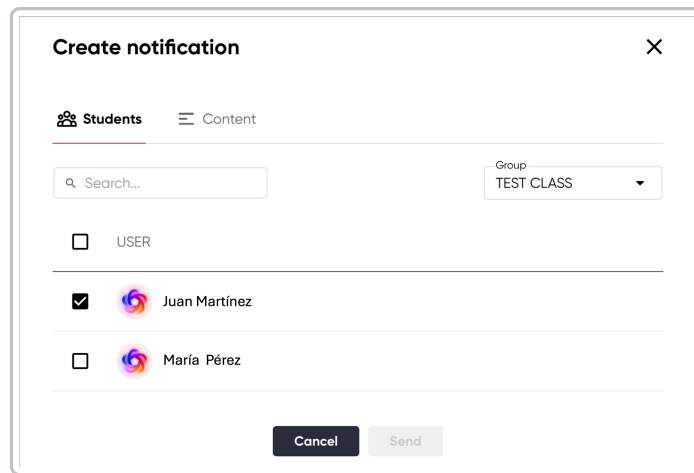 Create notification
Students Content
Search...
Group
TEST CLASS
USER
Juan Martínez
María Pérez
Cancel Send